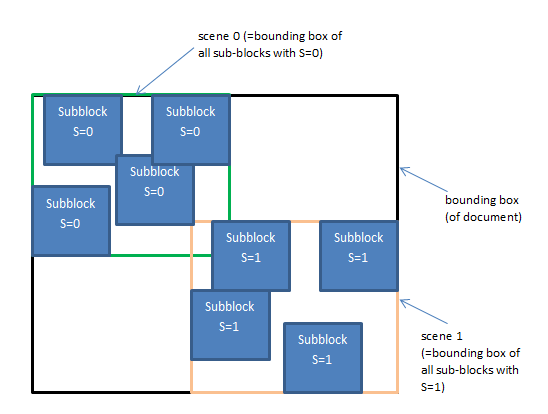 scene 0 (=bounding box of
all sub-blocks with S=0)
Subblock
S=0
Subblock
S=0
Subblock
S=0
Subblock
S=0
bounding box
(of document)
Subblock
S=1
Subblock
S=1
Subblock
S=1
Subblock
S=1
scene 1
(=bounding box of
all sub-blocks with
S=1)